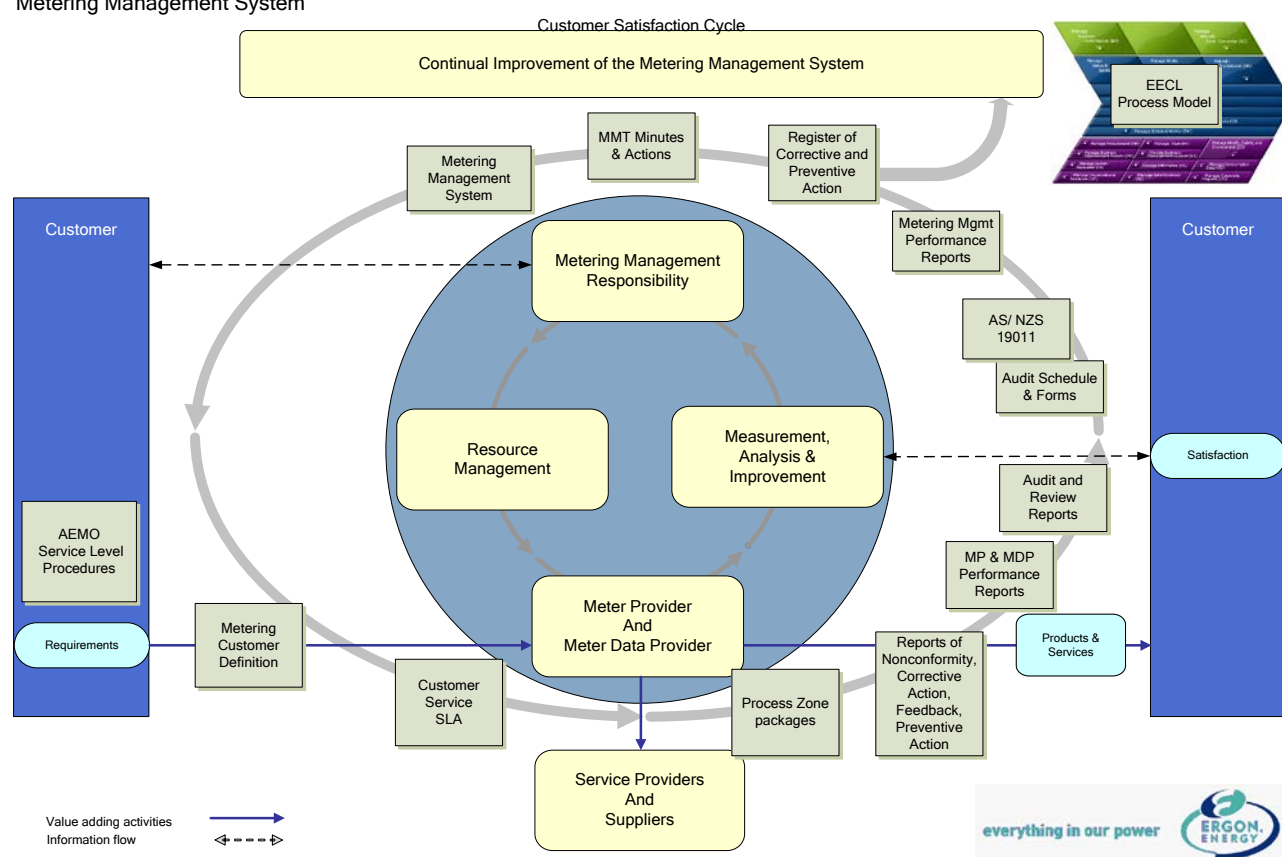 Metering Management System
Customer Satisfaction Cycle
Continual Improvement of the Metering Management System
EECL
Process Model
MMT Minutes
& Actions
Register of
Corrective and
Preventive
Action
Metering
Management
System
Metering Mgmt
Performance
Reports
Customer
Customer
Metering Management
Responsibility
AS/ NZS
19011
Audit Schedule
& Forms
Resource
Management
Measurement,
Analysis &
Improvement
Satisfaction
Audit and
Review
Reports
AEMO
Service Level
Procedures
MP & MDP
Performance
Reports
Requirements
Metering
Customer
Definition
Meter Provider
And
Meter Data Provider
Reports of
Nonconformity,
Corrective
Action,
Feedback,
Preventive
Action
Products &
Services
Customer
Service
SLA
Process Zone
packages
Service Providers
And
Suppliers
Value adding activities
Information flow
everything in our power
ERGON.
ENERGY